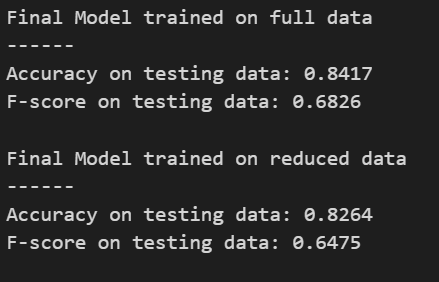 Final Model trained on full data
------
Accuracy on testing data: 0.8417
F-score on testing data: 0.6826
Final Model trained on reduced data
------
Accuracy on testing data: 0.8264
F-score on testing data: 0.6475